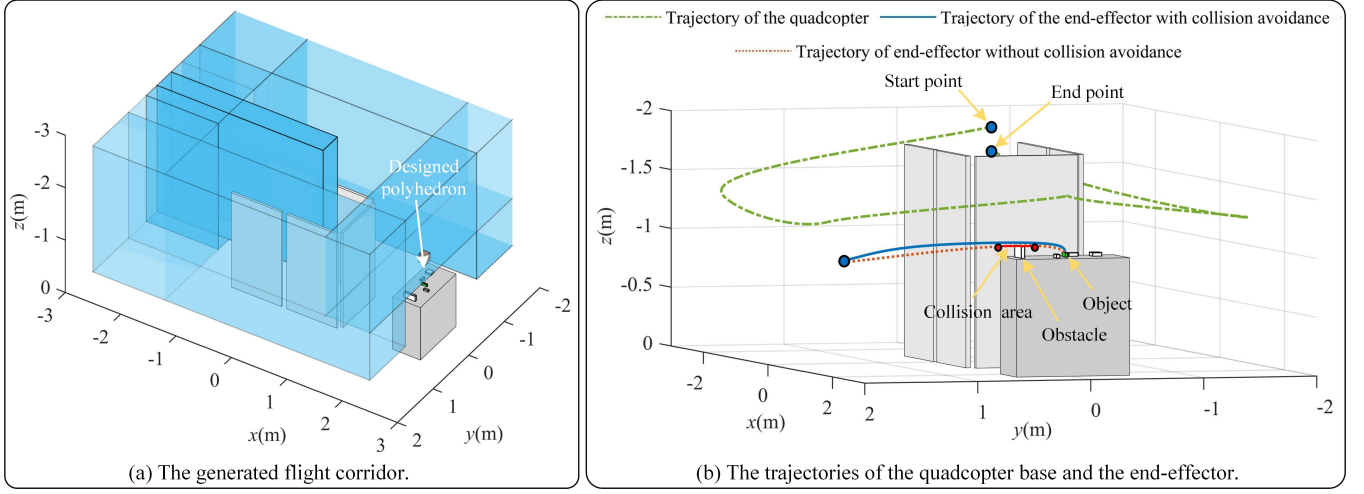 Designed
polyhedron
-3
-2
-1
0
z(m)
-3
-2
-1
0
1
2
3
x(m)
-2
-1
0
1
2
y(m)
(a) The generated flight corridor.
Trajectory of the quadcopter
Trajectory of the end-effector with collision avoidance
Trajectory of end-effector without collision avoidance
Start point
End point
-2
-1.5
-1
-0.5
0
z(m)
Collision area
Obstacle
Object
-2
0
2
x(m)
2
1
0
-1
-2
y(m)
(b) The trajectories of the quadcopter base and the end-effector.